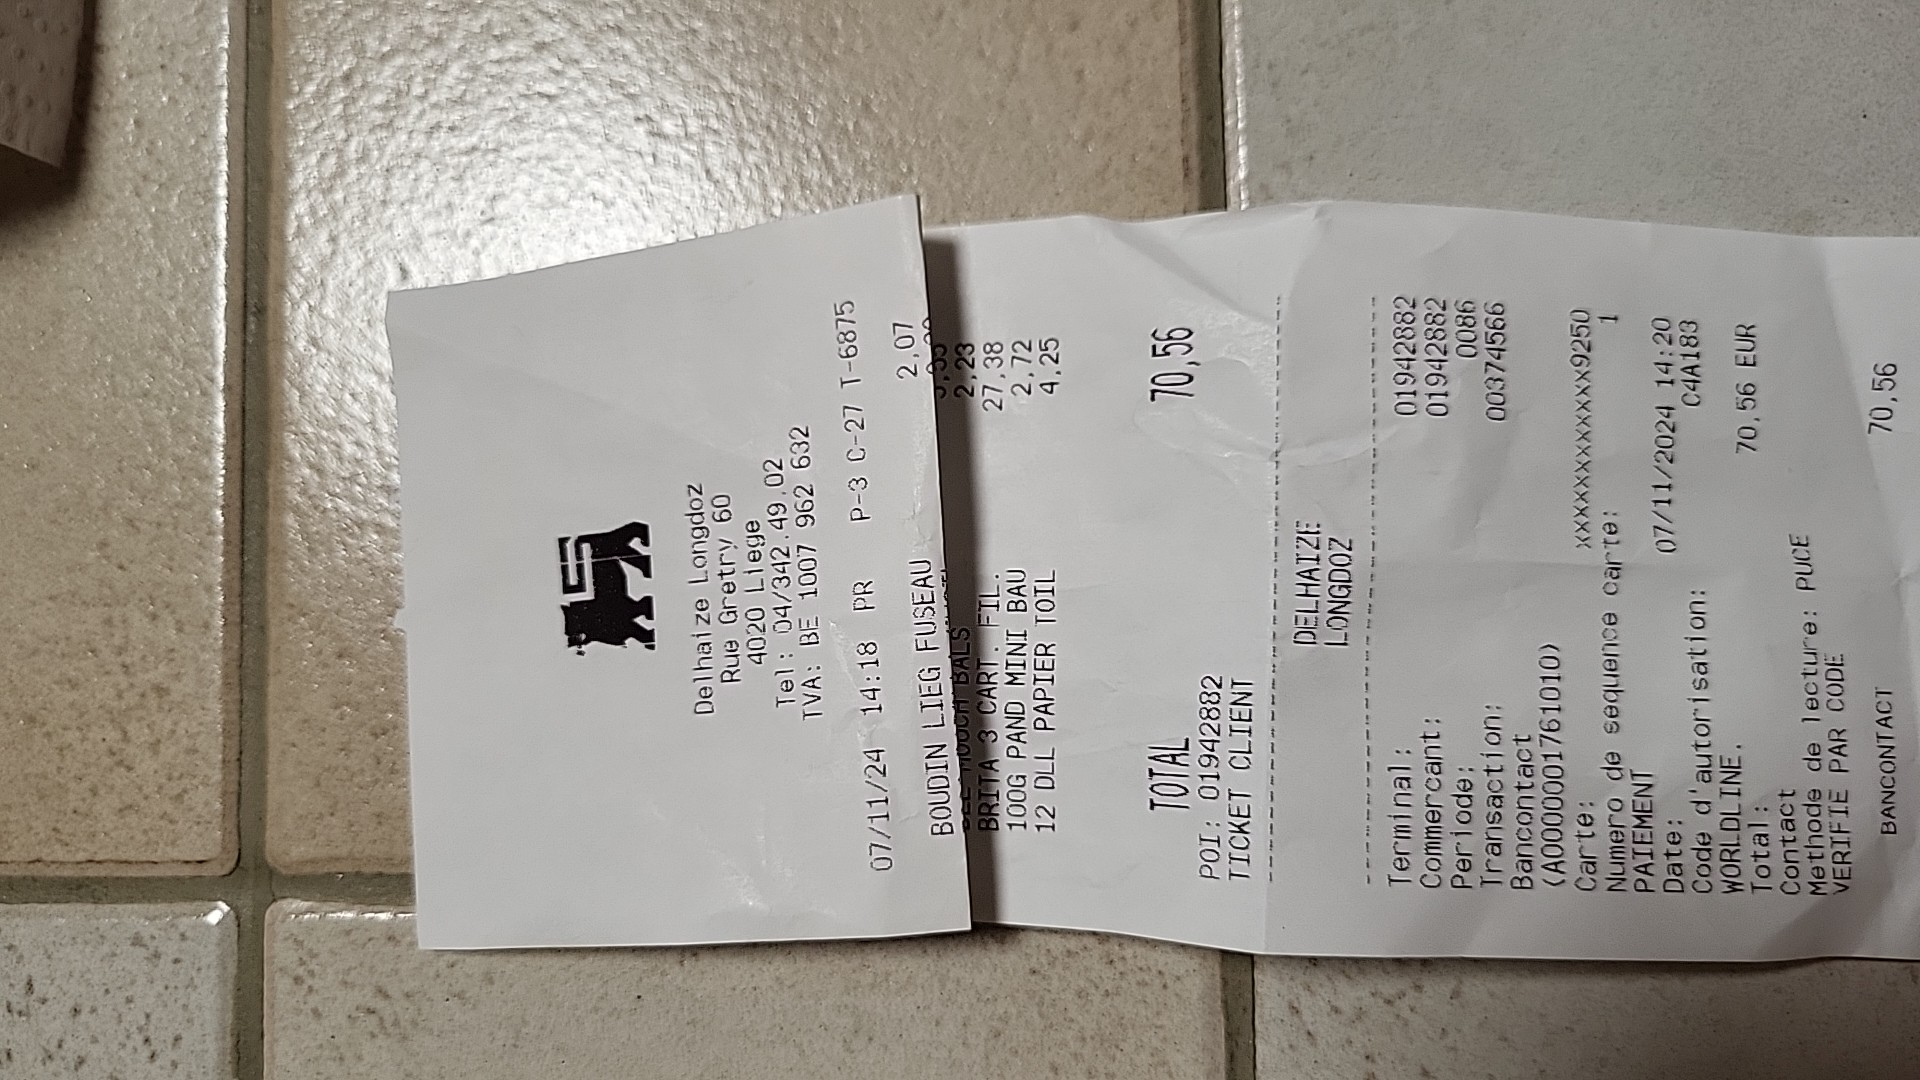 Delhaize Longdoz
Rue Gretry 60
4020 Liege
Tel: 04/342.49.02
TVA: BE 1007 962 632
07/11/24 14:18 PR P-3 C-27 T-6875
BOUDIN LIEG FUSEAU 2,07
BALS 2,23
BRITA 3 CART. FIL. 27,38
100G PAND MINI BAU 2,72
12 DLL PAPIER TOIL 4,25
TOTAL 70,56
POI: 01942882
TICKET CLIENT
DELHAIZE
LONGDOZ
Terminal: 01942882
Commercant: 01942882
Periode: 0086
Transaction: 00374566
Bancontact
(A0000001761010)
Carte: xxxxxxxxxxxxx9250
Numero de sequence carte: 1
PAIEMENT
Date: 07/11/2024 14:20
Code d'autorisation: C4A183
WORLDLINE.
Total: 70,56 EUR
Contact
Methode de lecture: PUCE
VERIFIE PAR CODE
BANCONTACT 70,56